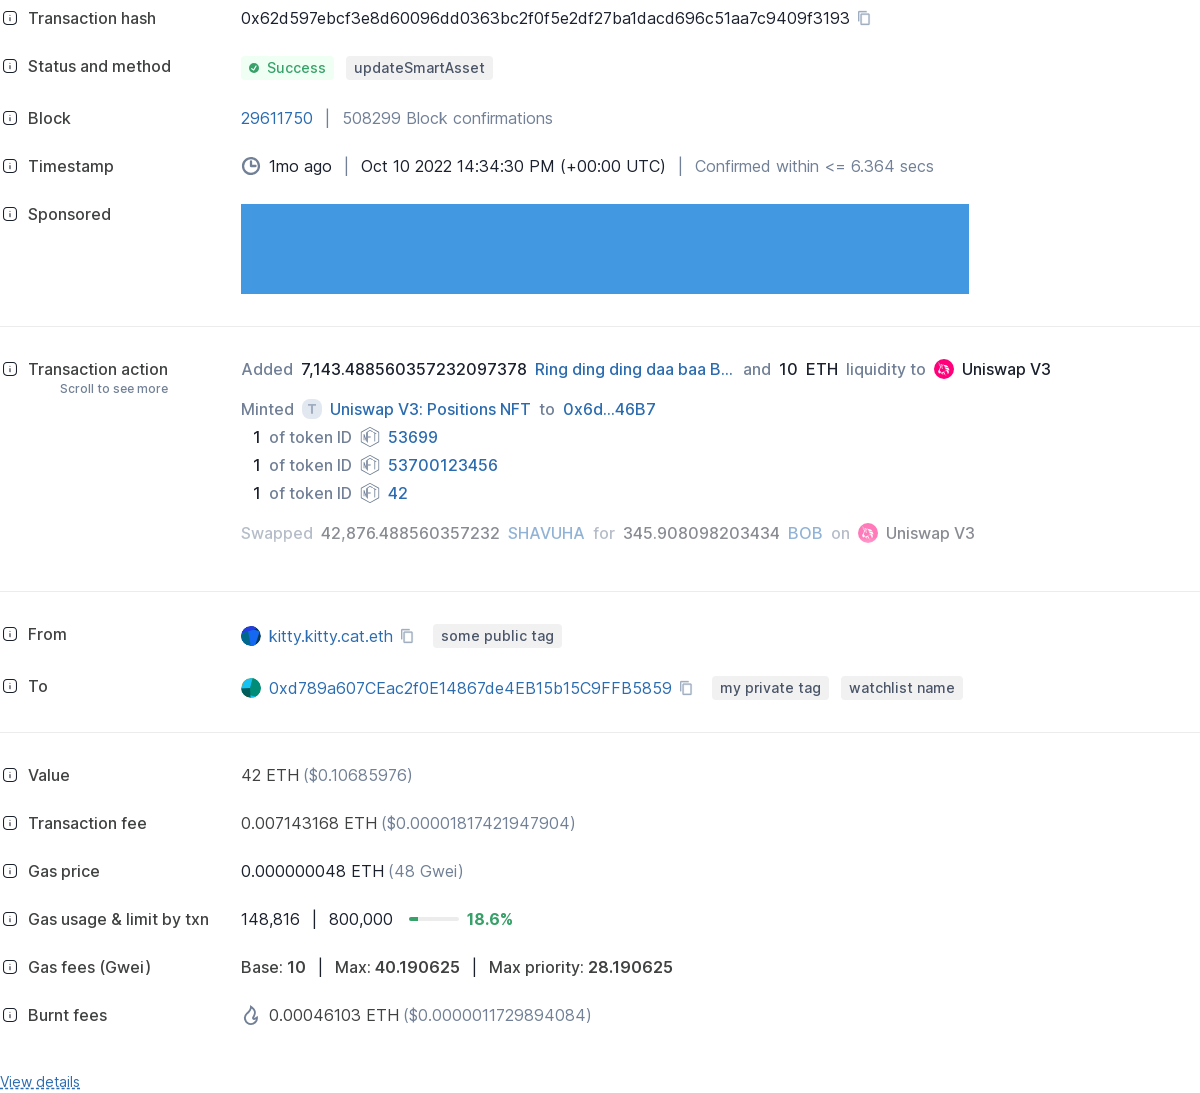 Transaction hash 0x62d597ebcf3e8d60096dd0363bc2f0f5e2df27ba1dacd696c51aa7c9409f3193
Status and method Success updateSmartAsset
Block 29611750 | 508299 Block confirmations
Timestamp 1mo ago | Oct 10 2022 14:34:30 PM (+00:00 UTC) | Confirmed within <= 6.364 secs
Sponsored
Transaction action Added 7,143.488560357232097378 Ring ding ding daa baa B... and 10 ETH liquidity to Uniswap V3
Scroll to see more
Minted T Uniswap V3: Positions NFT to 0x6d...46B7
1 of token ID NFT 53699
1 of token ID NFT 53700123456
1 of token ID NFT 42
Swapped 42,876.488560357232 SHAVUHA for 345.908098203434 BOB on Uniswap V3
From kitty.kitty.cat.eth some public tag
To 0xd789a607CEac2f0E14867de4EB15b15C9FFB5859 my private tag watchlist name
Value 42 ETH ($0.10685976)
Transaction fee 0.007143168 ETH ($0.00001817421947904)
Gas price 0.000000048 ETH (48 Gwei)
Gas usage & limit by txn 148,816 | 800,000 18.6%
Gas fees (Gwei) Base: 10 | Max: 40.190625 | Max priority: 28.190625
Burnt fees 0.00046103 ETH ($0.0000011729894084)
View details